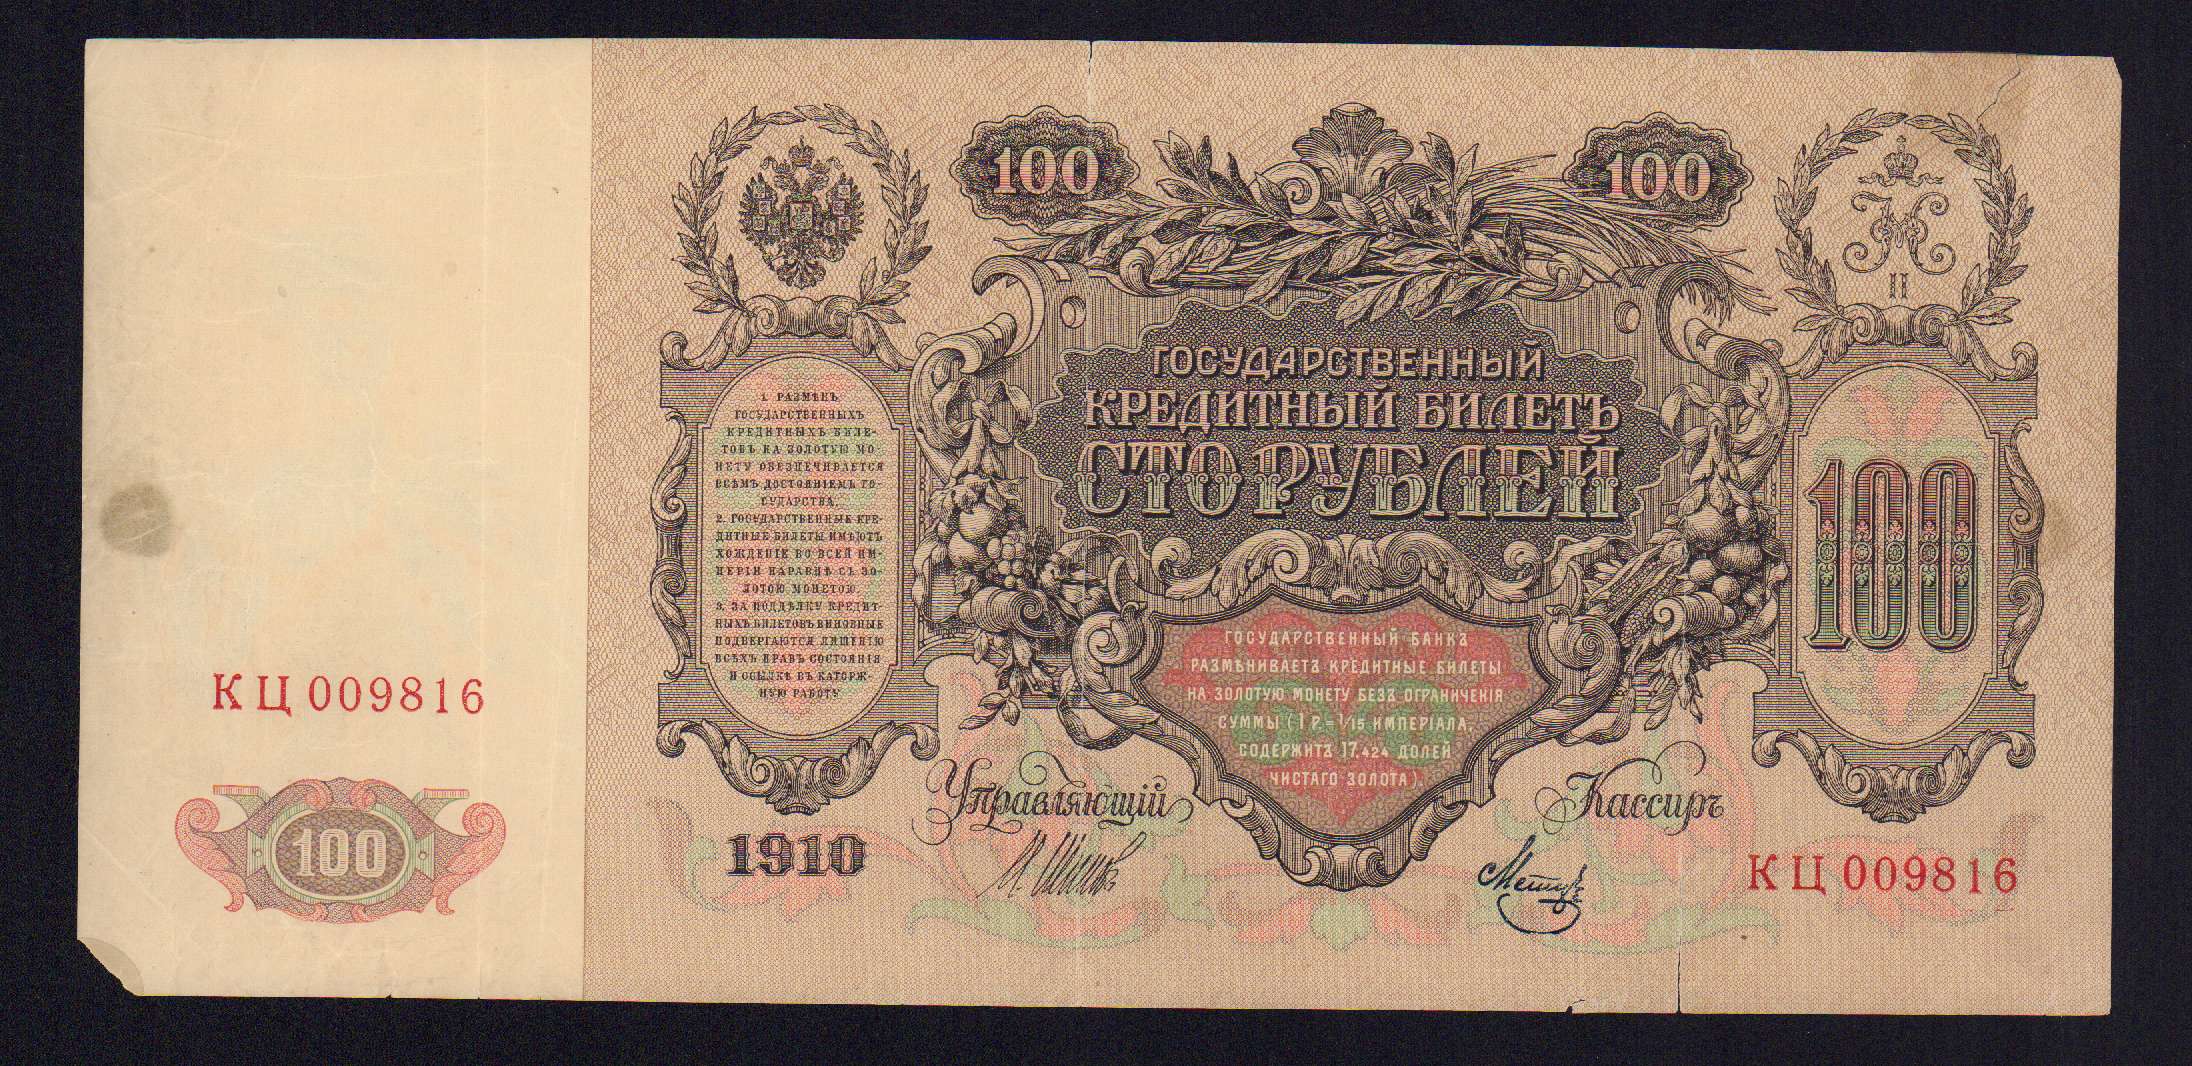 100
100
II
ГОСУДАРСТВЕННЫЙ
КРЕДИТНЫЙ БИЛЕТЪ
СТО РУБЛЕЙ
1. РАЗМѢНЪ
ГОСУДАРСТВЕННЫХЪ
КРЕДИТНЫХЪ БИЛЕ-
ТОВЪ НА ЗОЛОТУЮ МО-
НЕТУ ОБЕЗПЕЧИВАЕТСЯ
ВСѢМЪ ДОСТОЯНІЕМЪ ГО-
СУДАРСТВА.
2. ГОСУДАРСТВЕННЫЕ КРЕ-
ДИТНЫЕ БИЛЕТЫ ИМѢЮТЪ
ХОЖДЕНІЕ ВО ВСЕЙ ИМ-
ПЕРІИ НАРАВНѢ СЪ ЗО-
ЛОТОЮ МОНЕТОЮ.
3. ЗА ПОДДѢЛКУ КРЕДИТ-
НЫХЪ БИЛЕТОВЪ ВИНОВНЫЕ
ПОДВЕРГАЮТСЯ ЛИШЕНІЮ
ВСѢХЪ ПРАВЪ СОСТОЯНІЯ
И ССЫЛКѢ ВЪ КАТОРЖ-
НУЮ РАБОТУ
100
ГОСУДАРСТВЕННЫЙ БАНКЪ
РАЗМѢНИВАЕТЪ КРЕДИТНЫЕ БИЛЕТЫ
НА ЗОЛОТУЮ МОНЕТУ БЕЗЪ ОГРАНИЧЕНІЯ
СУММЫ (1 Р.=1/15 ИМПЕРІАЛА,
СОДЕРЖИТЪ 17,424 ДОЛЕЙ
ЧИСТАГО ЗОЛОТА)
КЦ 009816
100
1910
Управляющій
Кассиръ
КЦ 009816